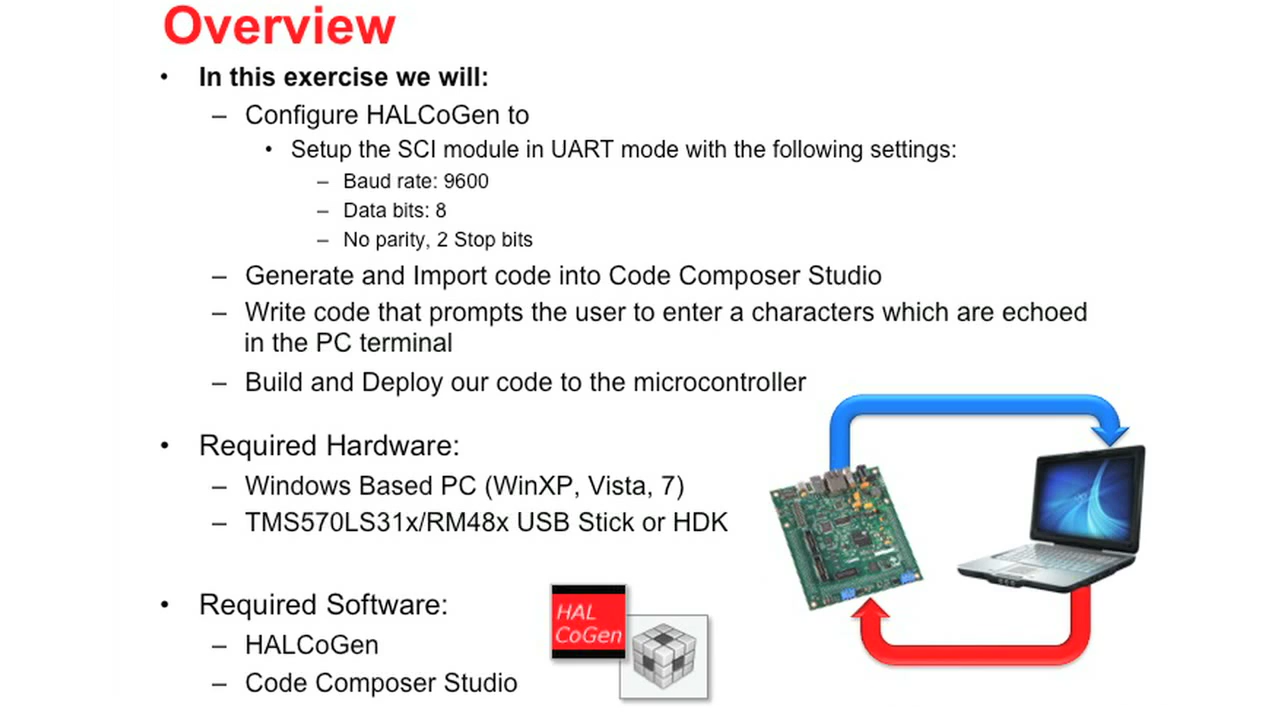 Overview
• In this exercise we will:
– Configure HALCoGen to
• Setup the SCI module in UART mode with the following settings:
– Baud rate: 9600
– Data bits: 8
– No parity, 2 Stop bits
– Generate and Import code into Code Composer Studio
– Write code that prompts the user to enter a characters which are echoed
in the PC terminal
– Build and Deploy our code to the microcontroller
• Required Hardware:
– Windows Based PC (WinXP, Vista, 7)
– TMS570LS31x/RM48x USB Stick or HDK
• Required Software:
– HALCoGen
– Code Composer Studio
HAL
CoGen